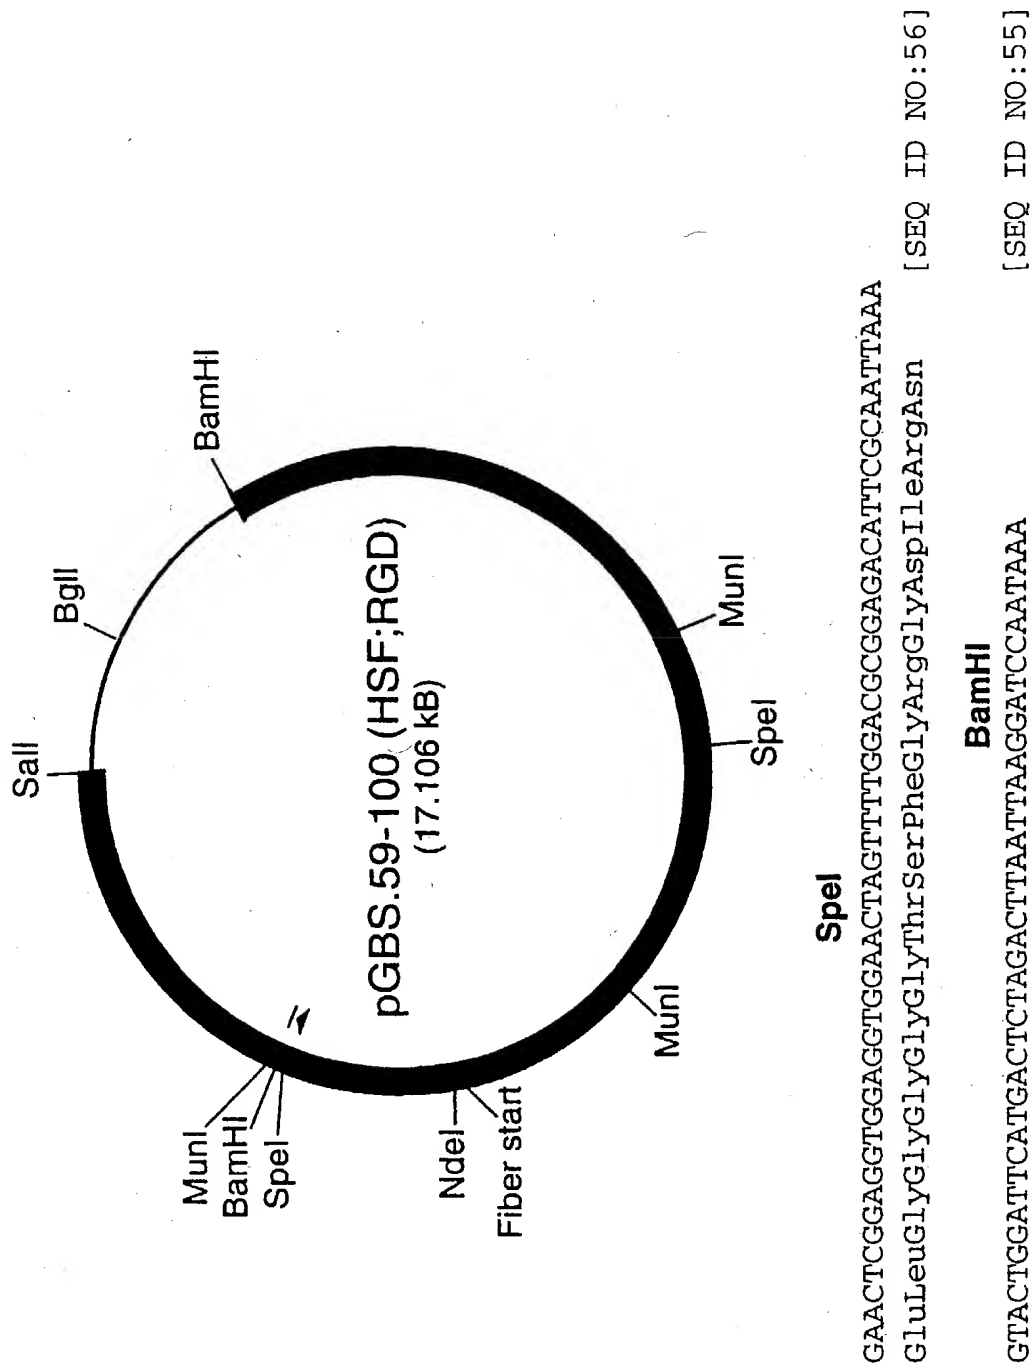 SalI
BglI
MunI
BamHI
BamHI
SpeI
pGBS.59-100 (HSF;RGD)
(17.106 kB)
NdeI
Fiber start
MunI
MunI
SpeI
SpeI
GAACTCGGAGGTGGAGGTGGAACTAGTTTTGGACGCGGAGACATTCGCAATTAAA
GluLeuGlyGlyGlyGlyGlyThrSerPheGlyArgGlyAspIleArgAsn [SEQ ID NO:56]
BamHI
GTACTGGATTCATGACTCTAGACTTAATTAAGGATCCAATAAA [SEQ ID NO:55]